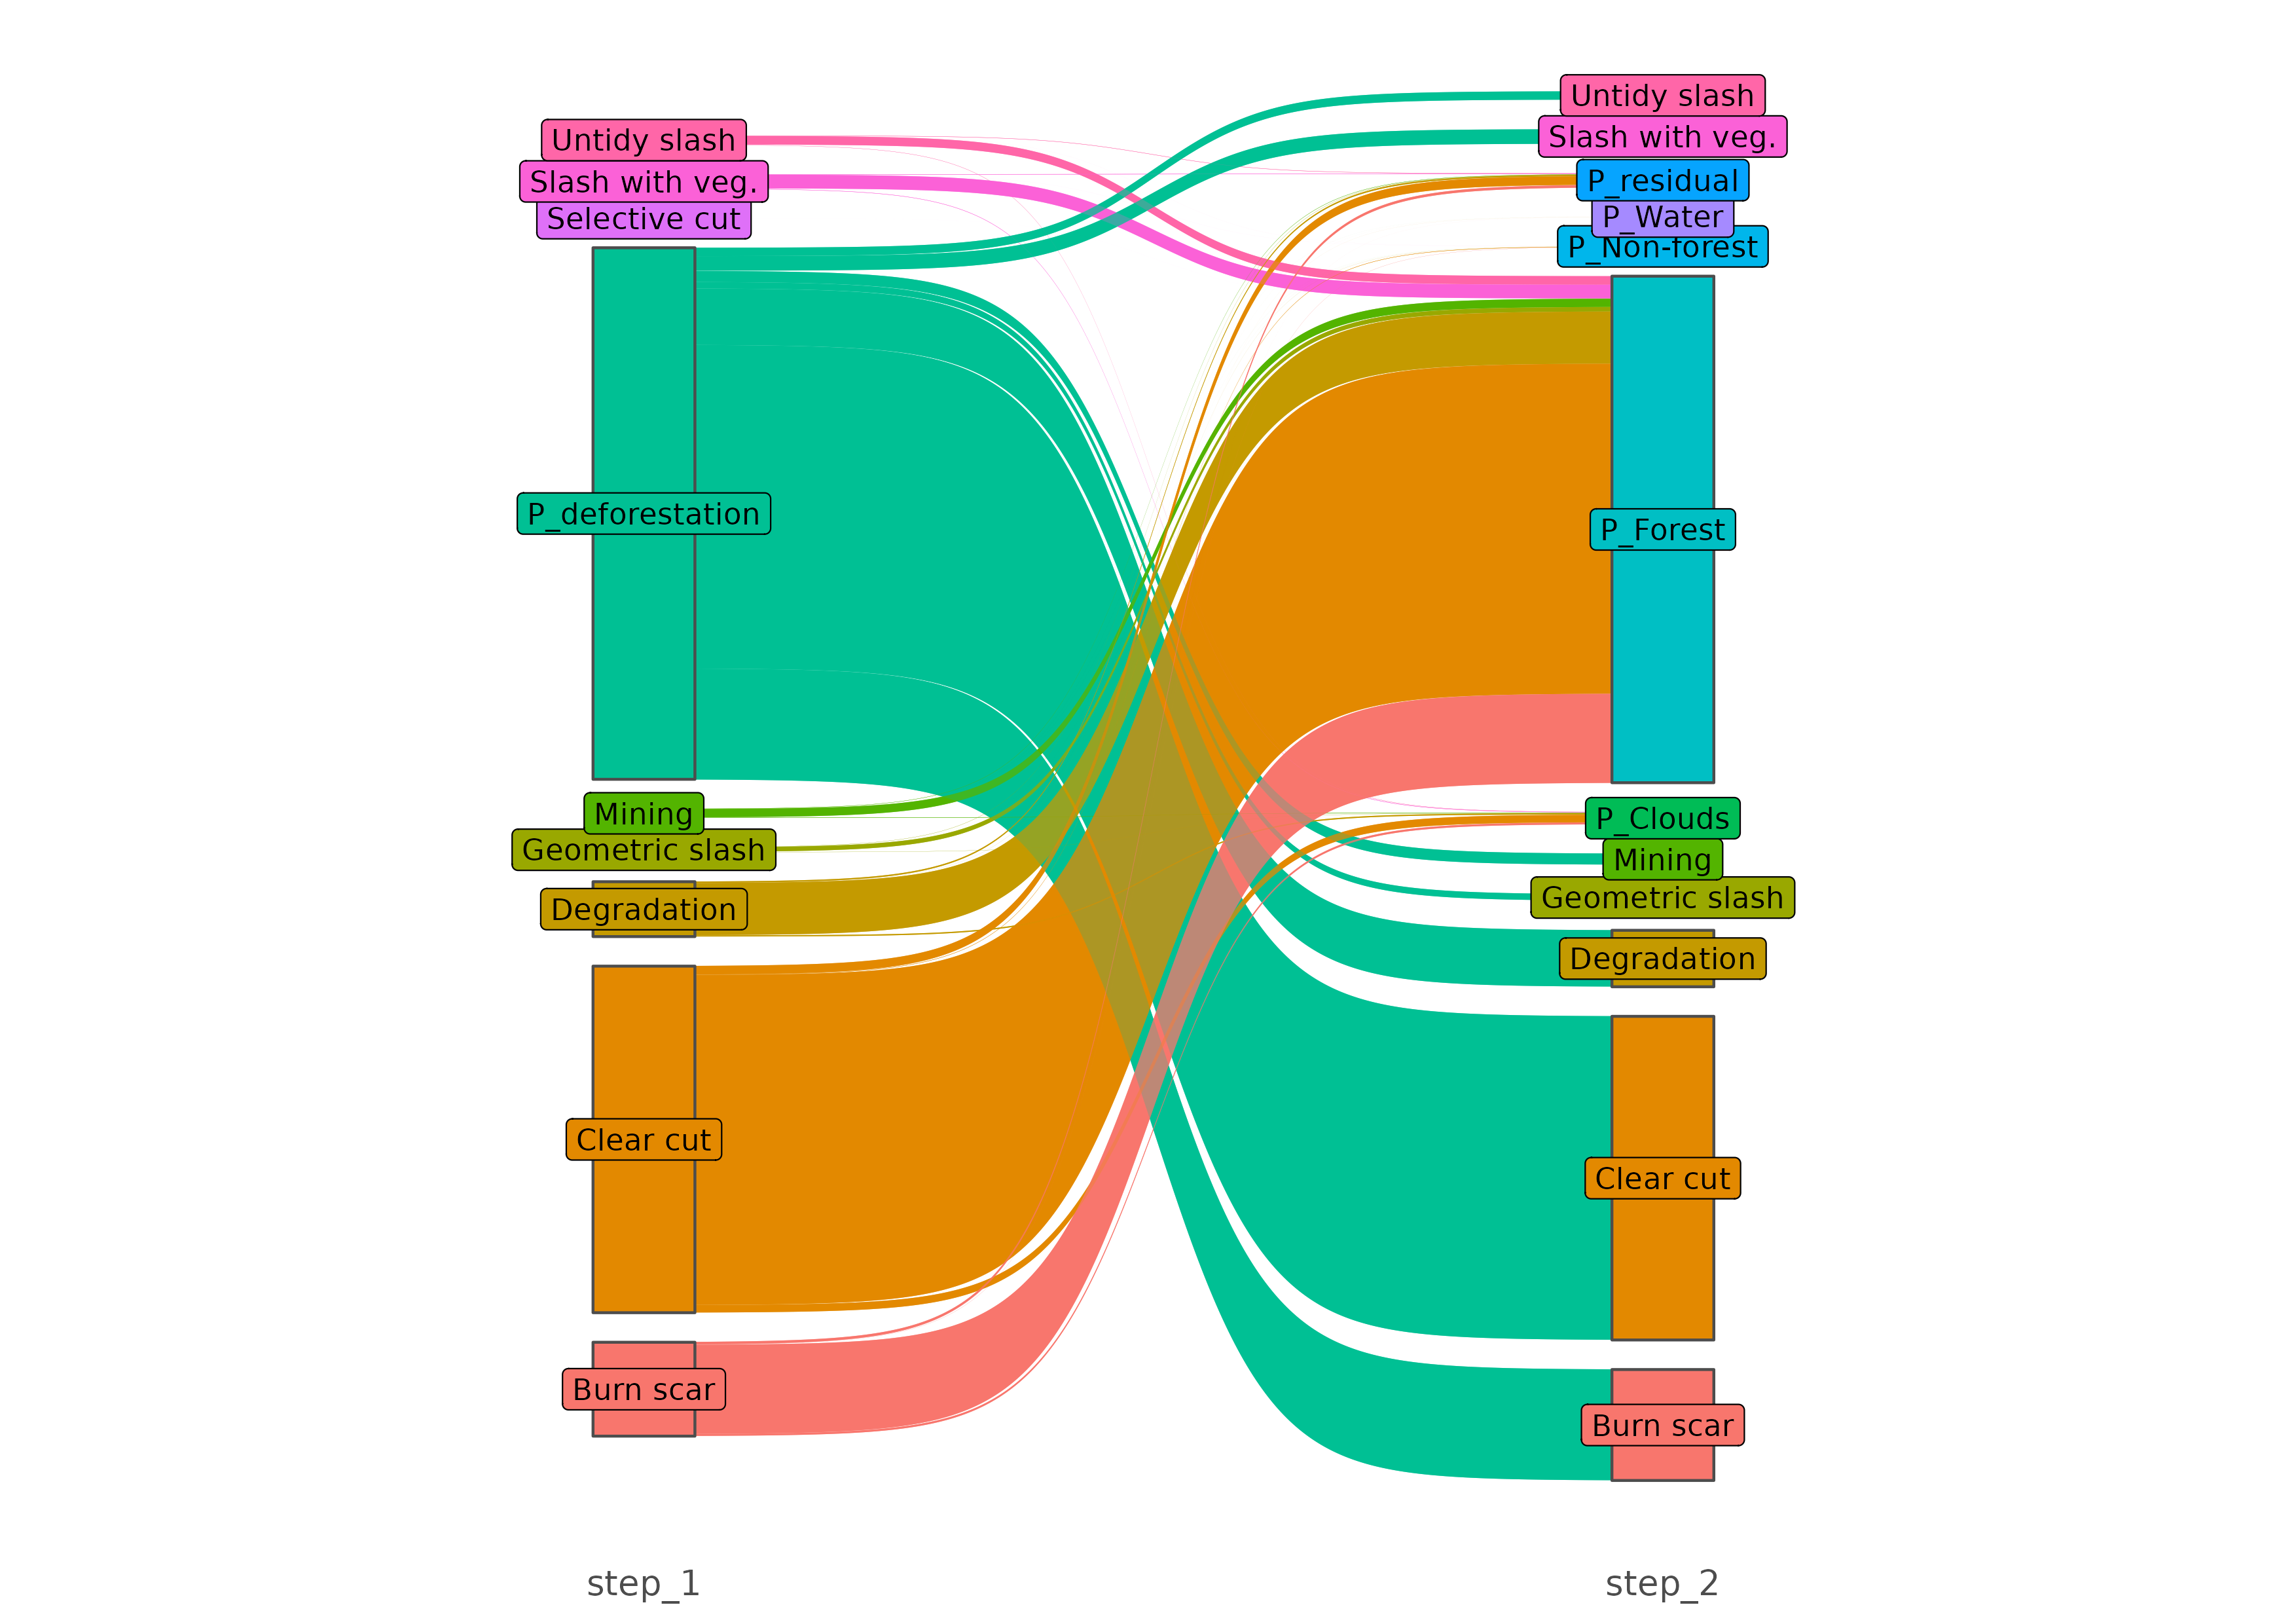 Untidy slash
Slash with veg.
Selective cut
P_deforestation
Mining
Geometric slash
Degradation
Clear cut
Burn scar
step_1
Untidy slash
Slash with veg.
P_residual
P_Water
P_Non-forest
P_Forest
P_Clouds
Mining
Geometric slash
Degradation
Clear cut
Burn scar
step_2